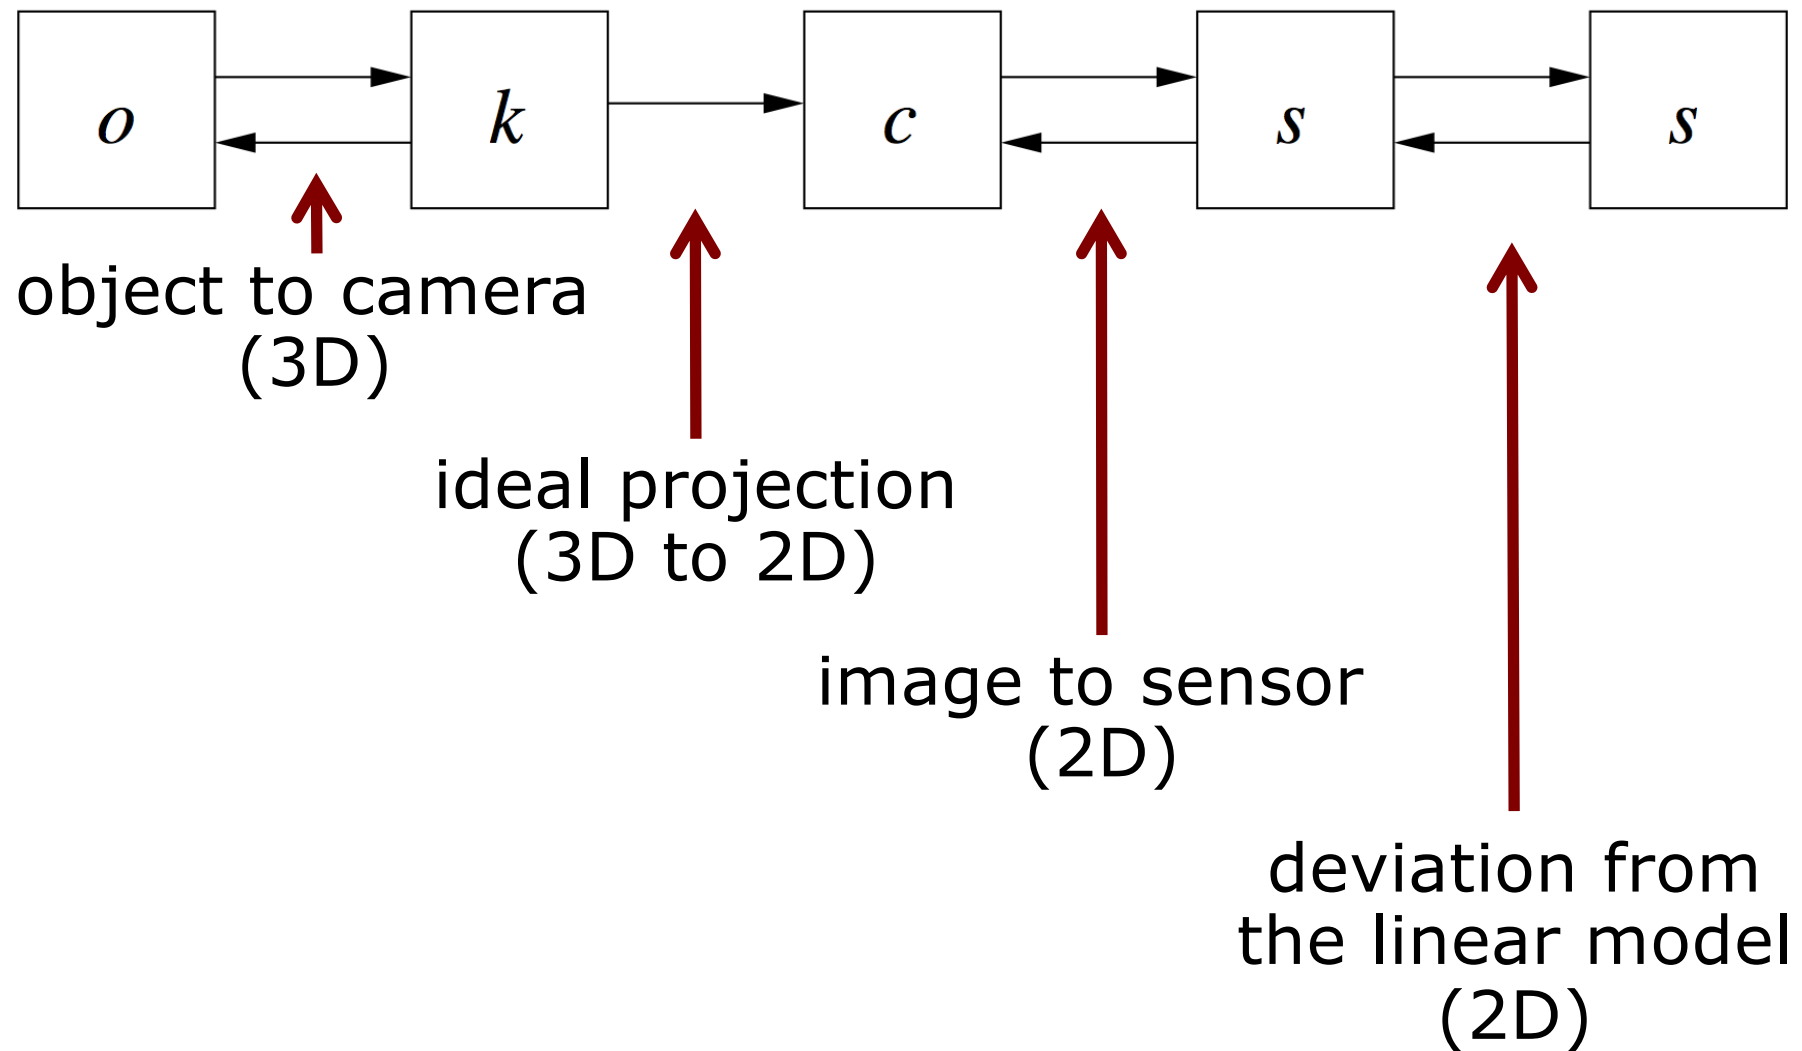 o k c s s
object to camera
(3D)
ideal projection
(3D to 2D)
image to sensor
(2D)
deviation from
the linear model
(2D)